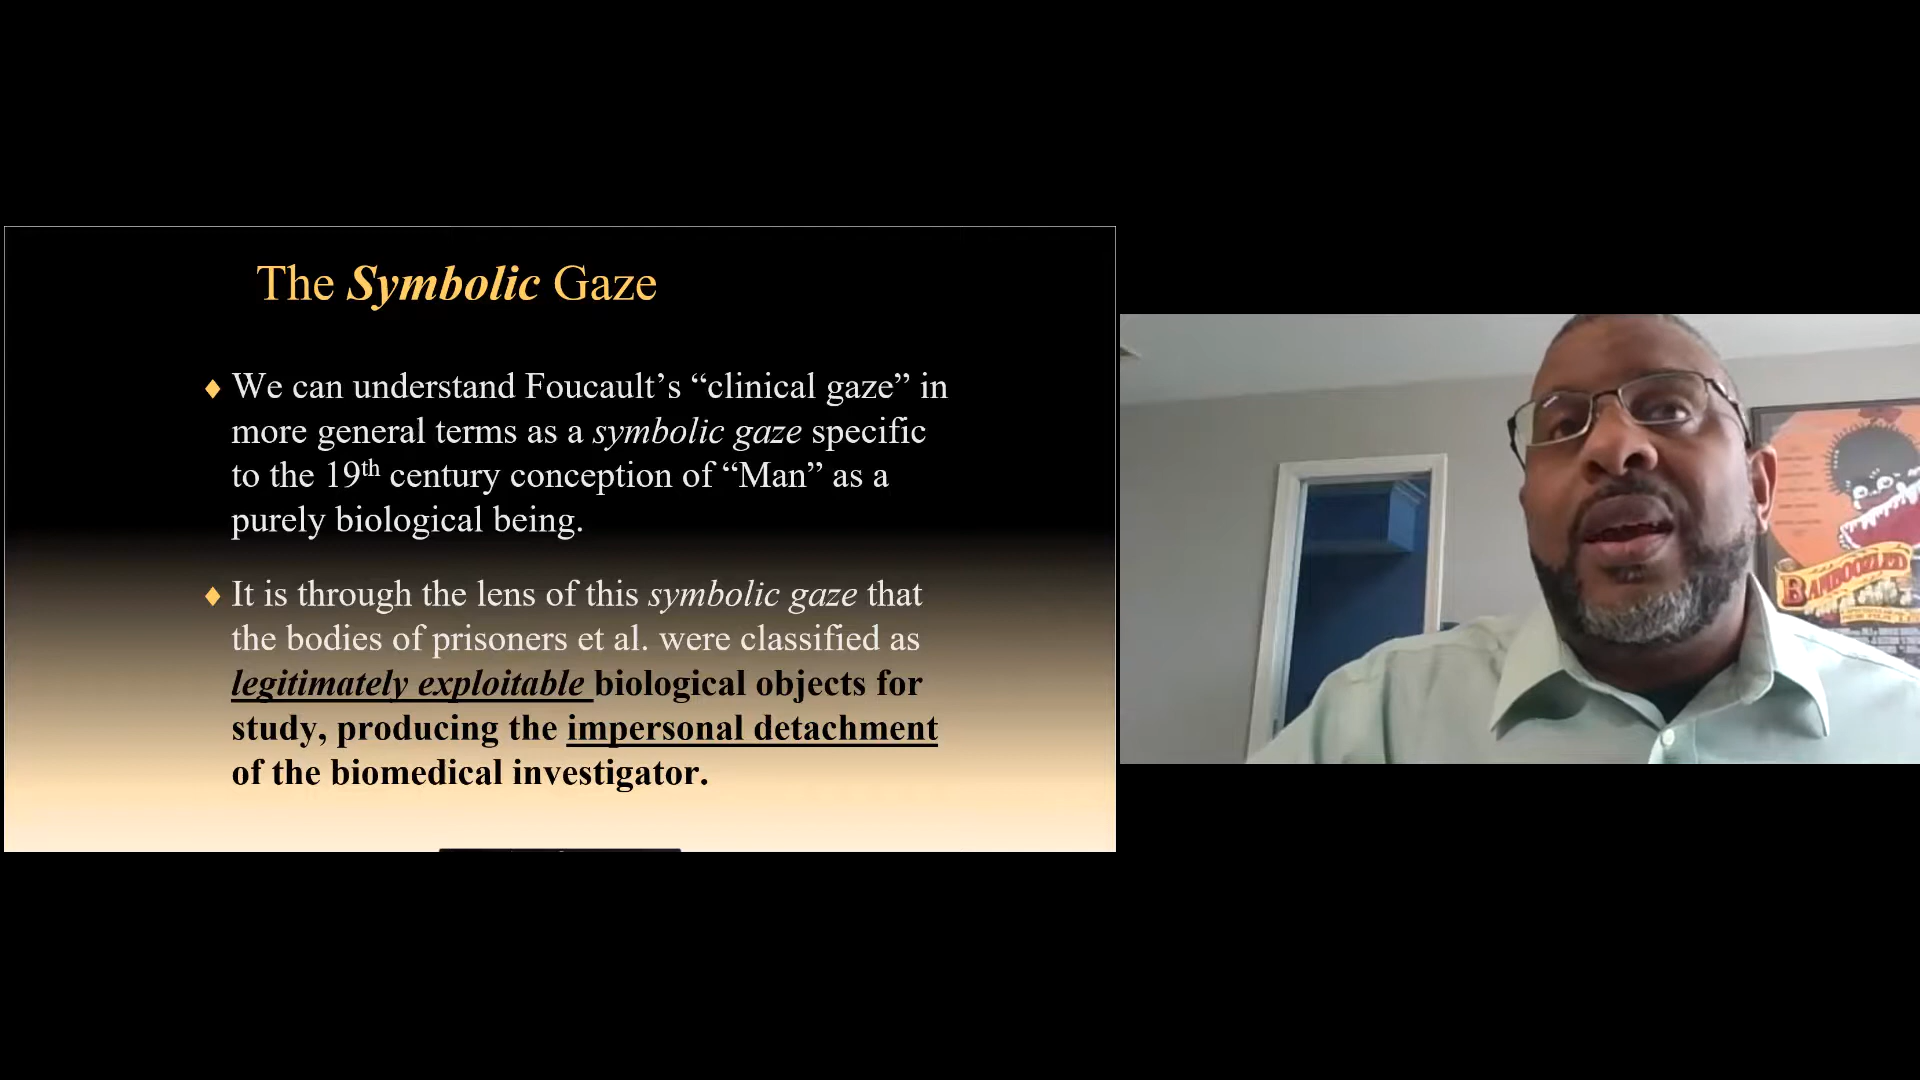 The Symbolic Gaze
♦ We can understand Foucault’s “clinical gaze” in
more general terms as a symbolic gaze specific
to the 19th century conception of “Man” as a
purely biological being.
♦ It is through the lens of this symbolic gaze that
the bodies of prisoners et al. were classified as
legitimately exploitable biological objects for
study, producing the impersonal detachment
of the biomedical investigator.
BAMBOOZLED